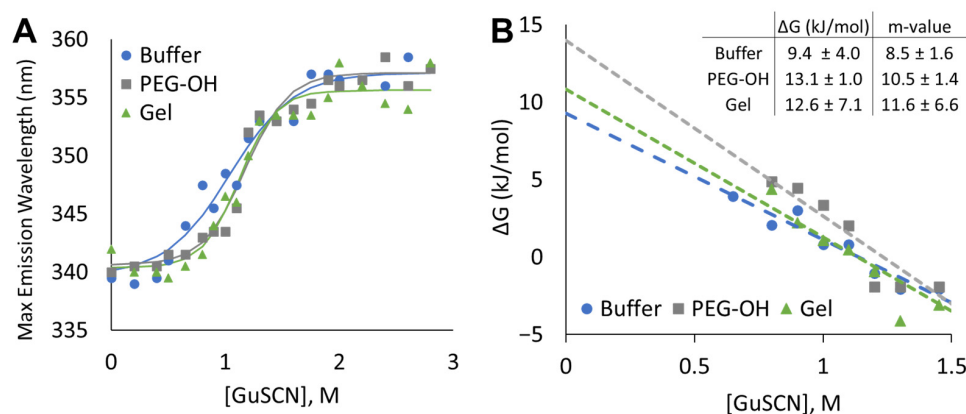 A
Max Emission Wavelength (nm)
360
355
350
345
340
335
Buffer
PEG-OH
Gel
0 1 2 3
[GuSCN], M
B
ΔG (kJ/mol)
15
10
5
0
−5
ΔG (kJ/mol) m-value
Buffer 9.4 ± 4.0 8.5 ± 1.6
PEG-OH 13.1 ± 1.0 10.5 ± 1.4
Gel 12.6 ± 7.1 11.6 ± 6.6
Buffer PEG-OH Gel
0 0.5 1.0 1.5
[GuSCN], M